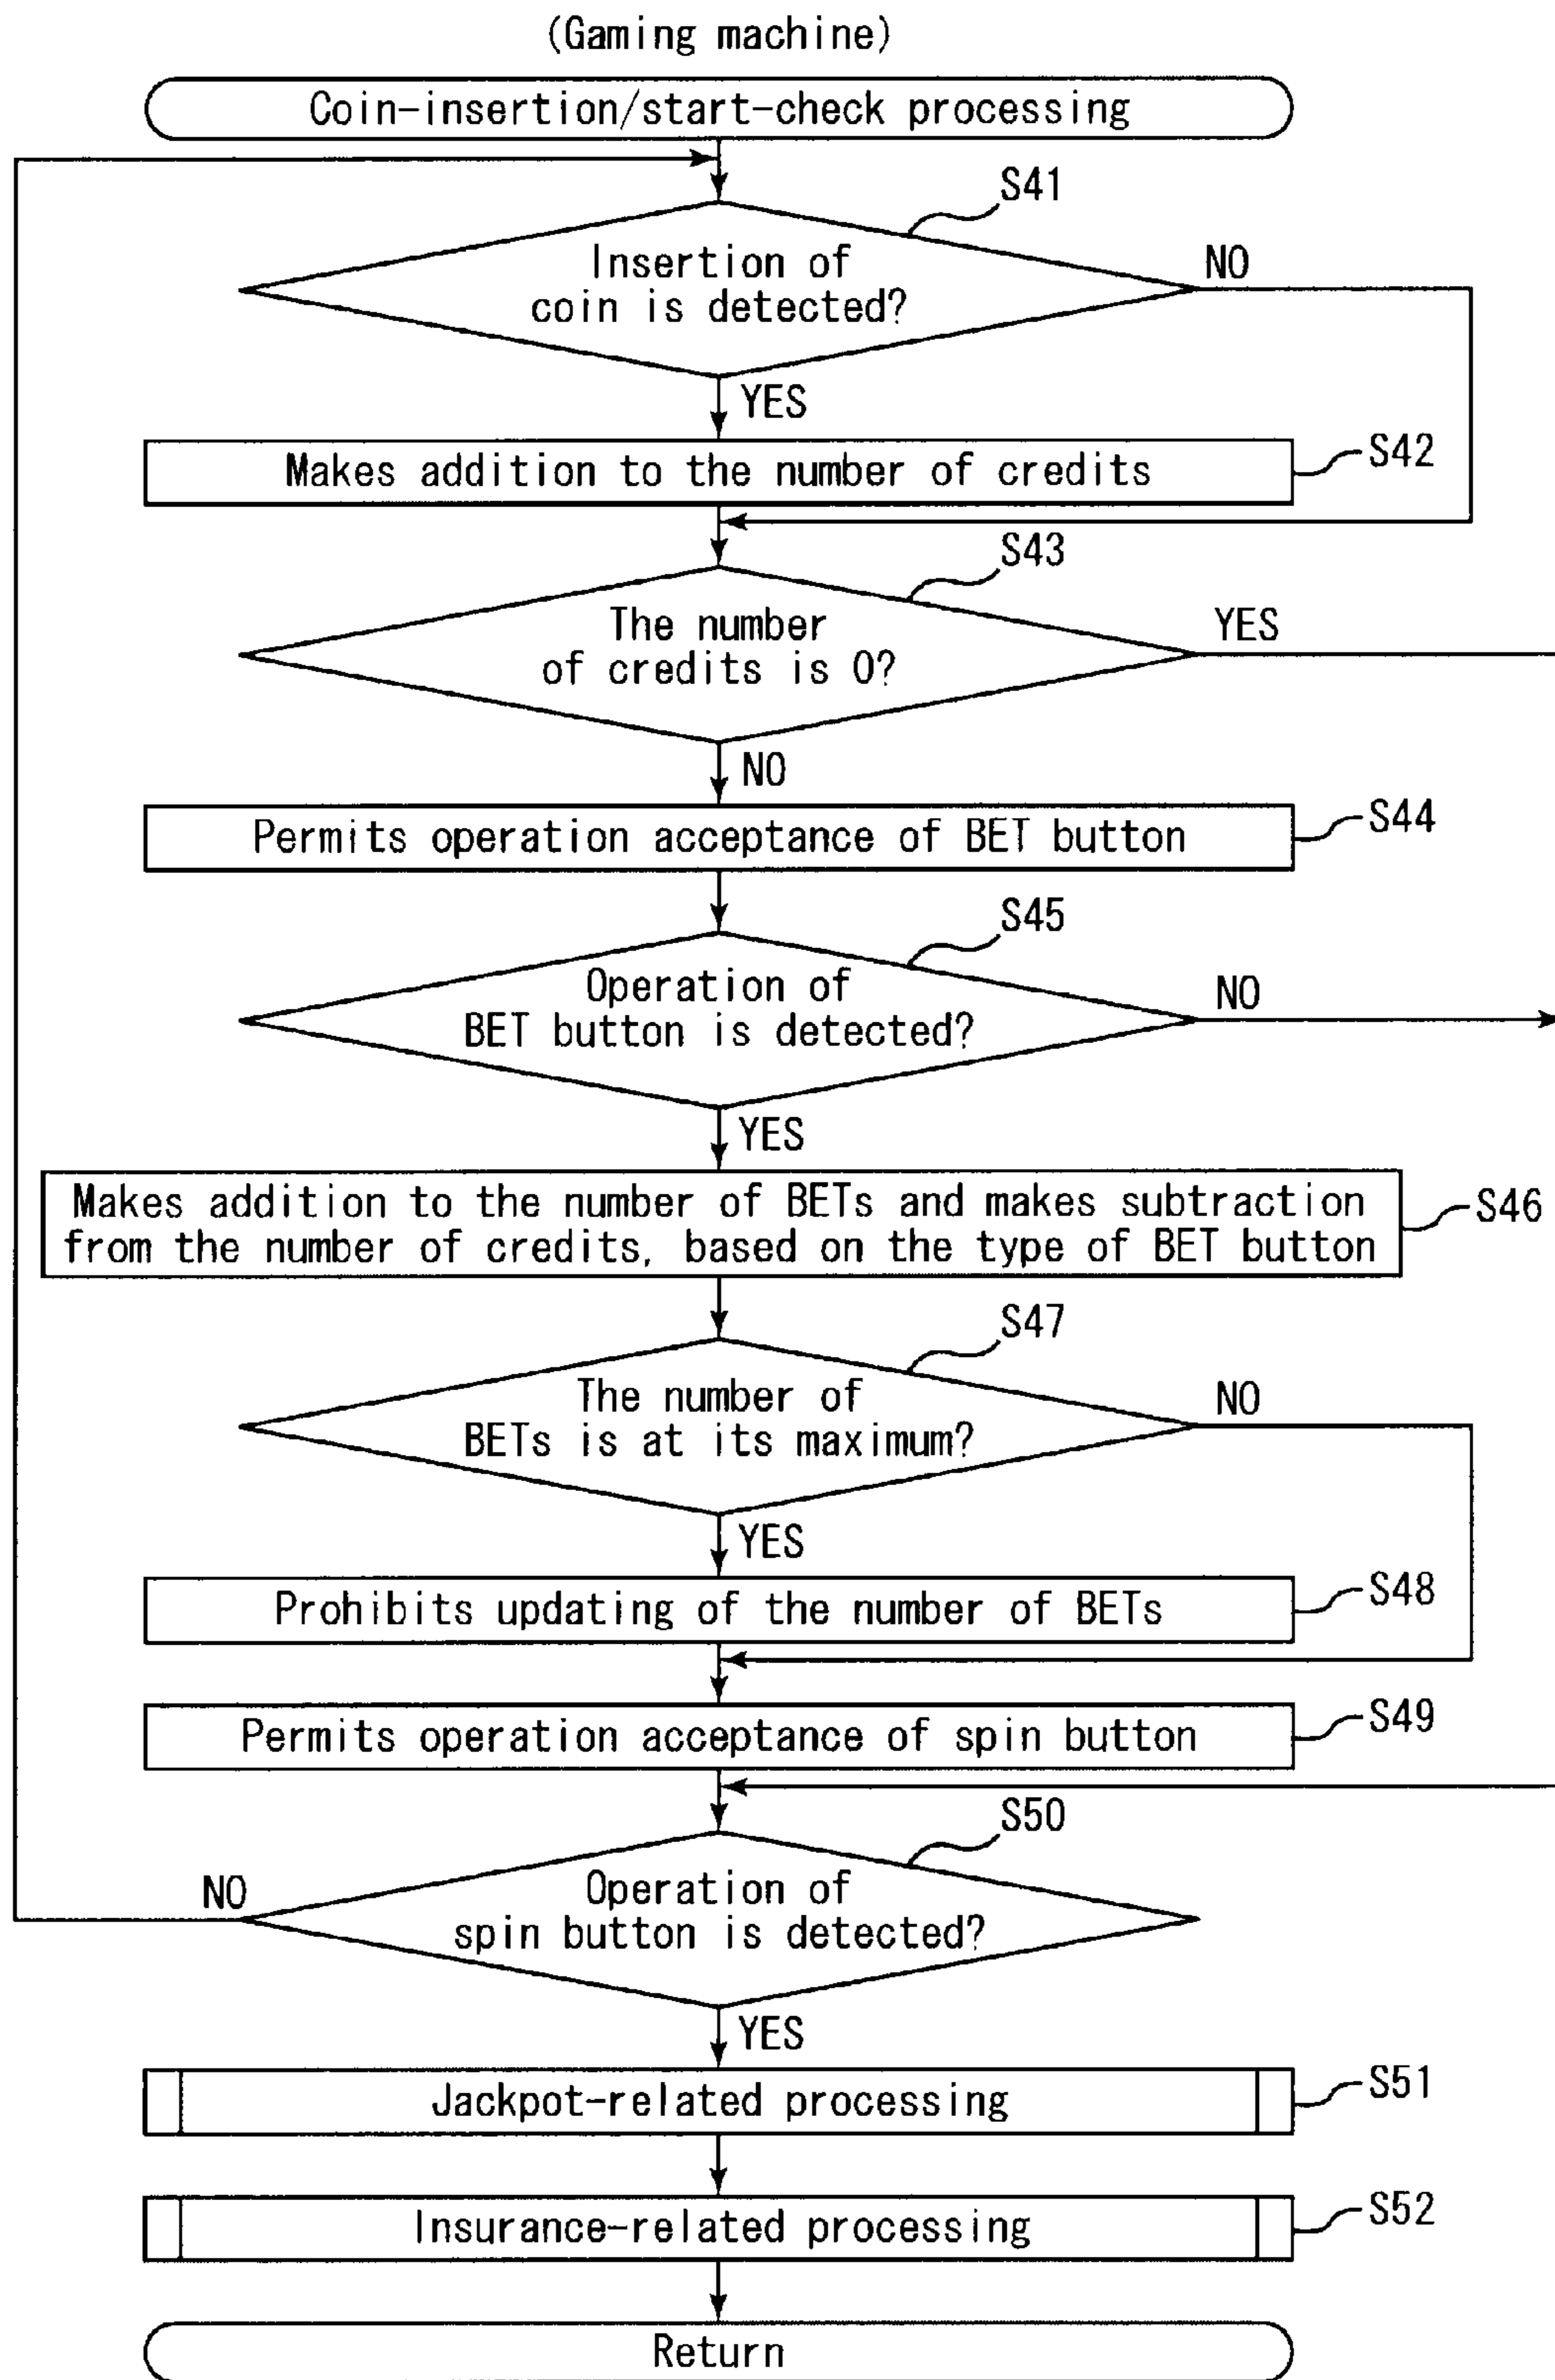 (Gaming machine)
Coin-insertion/start-check processing
S41
Insertion of
coin is detected?
NO
YES
Makes addition to the number of credits
S42
S43
The number
of credits is 0?
YES
NO
Permits operation acceptance of BET button
S44
S45
Operation of
BET button is detected?
NO
YES
Makes addition to the number of BETs and makes subtraction
from the number of credits, based on the type of BET button
S46
S47
The number of
BETs is at its maximum?
NO
YES
Prohibits updating of the number of BETs
S48
Permits operation acceptance of spin button
S49
S50
NO
Operation of
spin button is detected?
YES
Jackpot-related processing
S51
Insurance-related processing
S52
Return